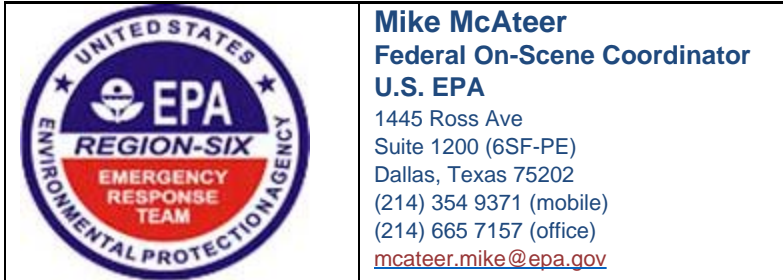 UNITED STATES
ENVIRONMENTAL PROTECTION AGENCY
EPA
REGION-SIX
EMERGENCY
RESPONSE
TEAM
Mike McAteer
Federal On-Scene Coordinator
U.S. EPA
1445 Ross Ave
Suite 1200 (6SF-PE)
Dallas, Texas 75202
(214) 354 9371 (mobile)
(214) 665 7157 (office)
mcateer.mike@epa.gov